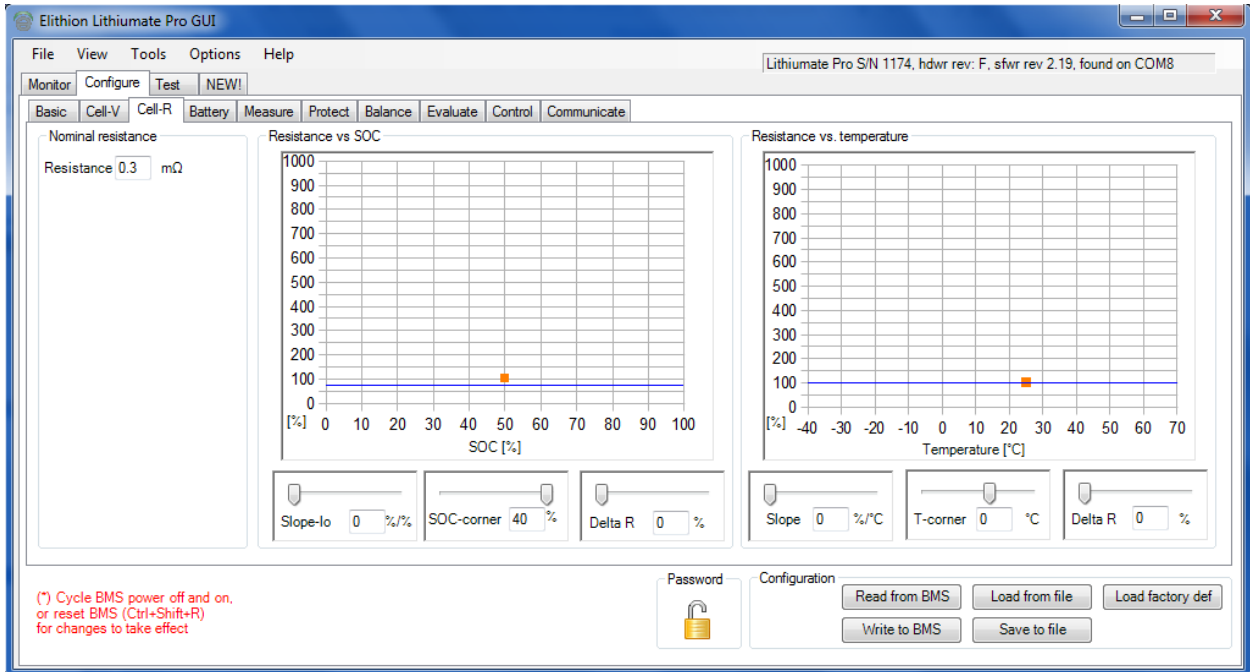 Elithion Lithiumate Pro GUI
File View Tools Options Help
Lithiumate Pro S/N 1174, hdwr rev: F, sfwr rev 2.19, found on COM8
Monitor Configure Test NEW!
Basic Cell-V Cell-R Battery Measure Protect Balance Evaluate Control Communicate
Nominal resistance
Resistance 0.3 mΩ
Resistance vs SOC
1000
900
800
700
600
500
400
300
200
100
0
[%] 0 10 20 30 40 50 60 70 80 90 100
SOC [%]
Slope-lo 0 %/%
SOC-corner 40 %
Delta R 0 %
Resistance vs. temperature
1000
900
800
700
600
500
400
300
200
100
0
[%] -40 -30 -20 -10 0 10 20 30 40 50 60 70
Temperature [°C]
Slope 0 %/°C
T-corner 0 °C
Delta R 0 %
(*) Cycle BMS power off and on,
or reset BMS (Ctrl+Shift+R)
for changes to take effect
Password
Configuration
Read from BMS Load from file Load factory def
Write to BMS Save to file